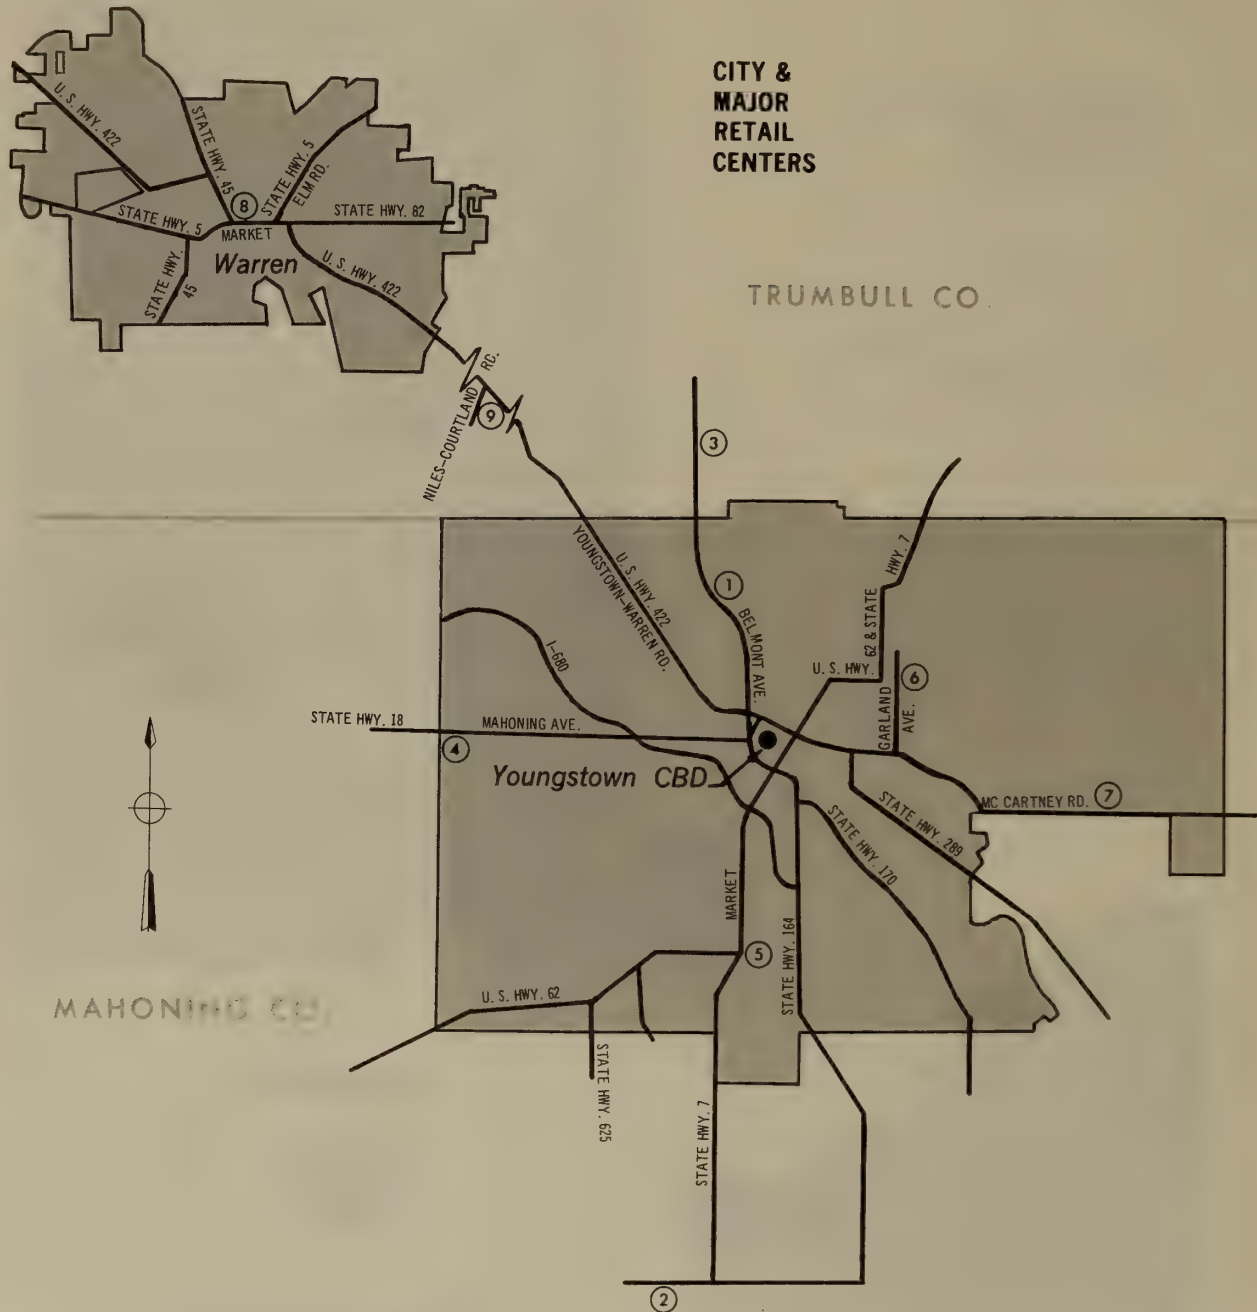 CITY &
MAJOR
RETAIL
CENTERS
TRUMBULL CO.
U. S. HWY. 422
STATE HWY. 45
STATE HWY. 5
ELM RD.
8
STATE HWY. 82
STATE HWY. 5
MARKET
Warren
STATE HWY.
45
U. S. HWY. 422
NILES-COURTLAND RD.
9
3
HWY. 7
62 & STATE
U. S. HWY.
U. S. HWY. 422
YOUNGSTOWN-WARREN RD.
1
BELMONT AVE.
I-680
6
GARLAND
AVE.
STATE HWY. 18
MAHONING AVE.
4
Youngstown CBD
MC CARTNEY RD.
7
STATE HWY. 289
STATE HWY. 170
MARKET
STATE HWY. 164
5
U. S. HWY. 62
MAHONING CO.
STATE HWY. 625
STATE HWY. 7
2